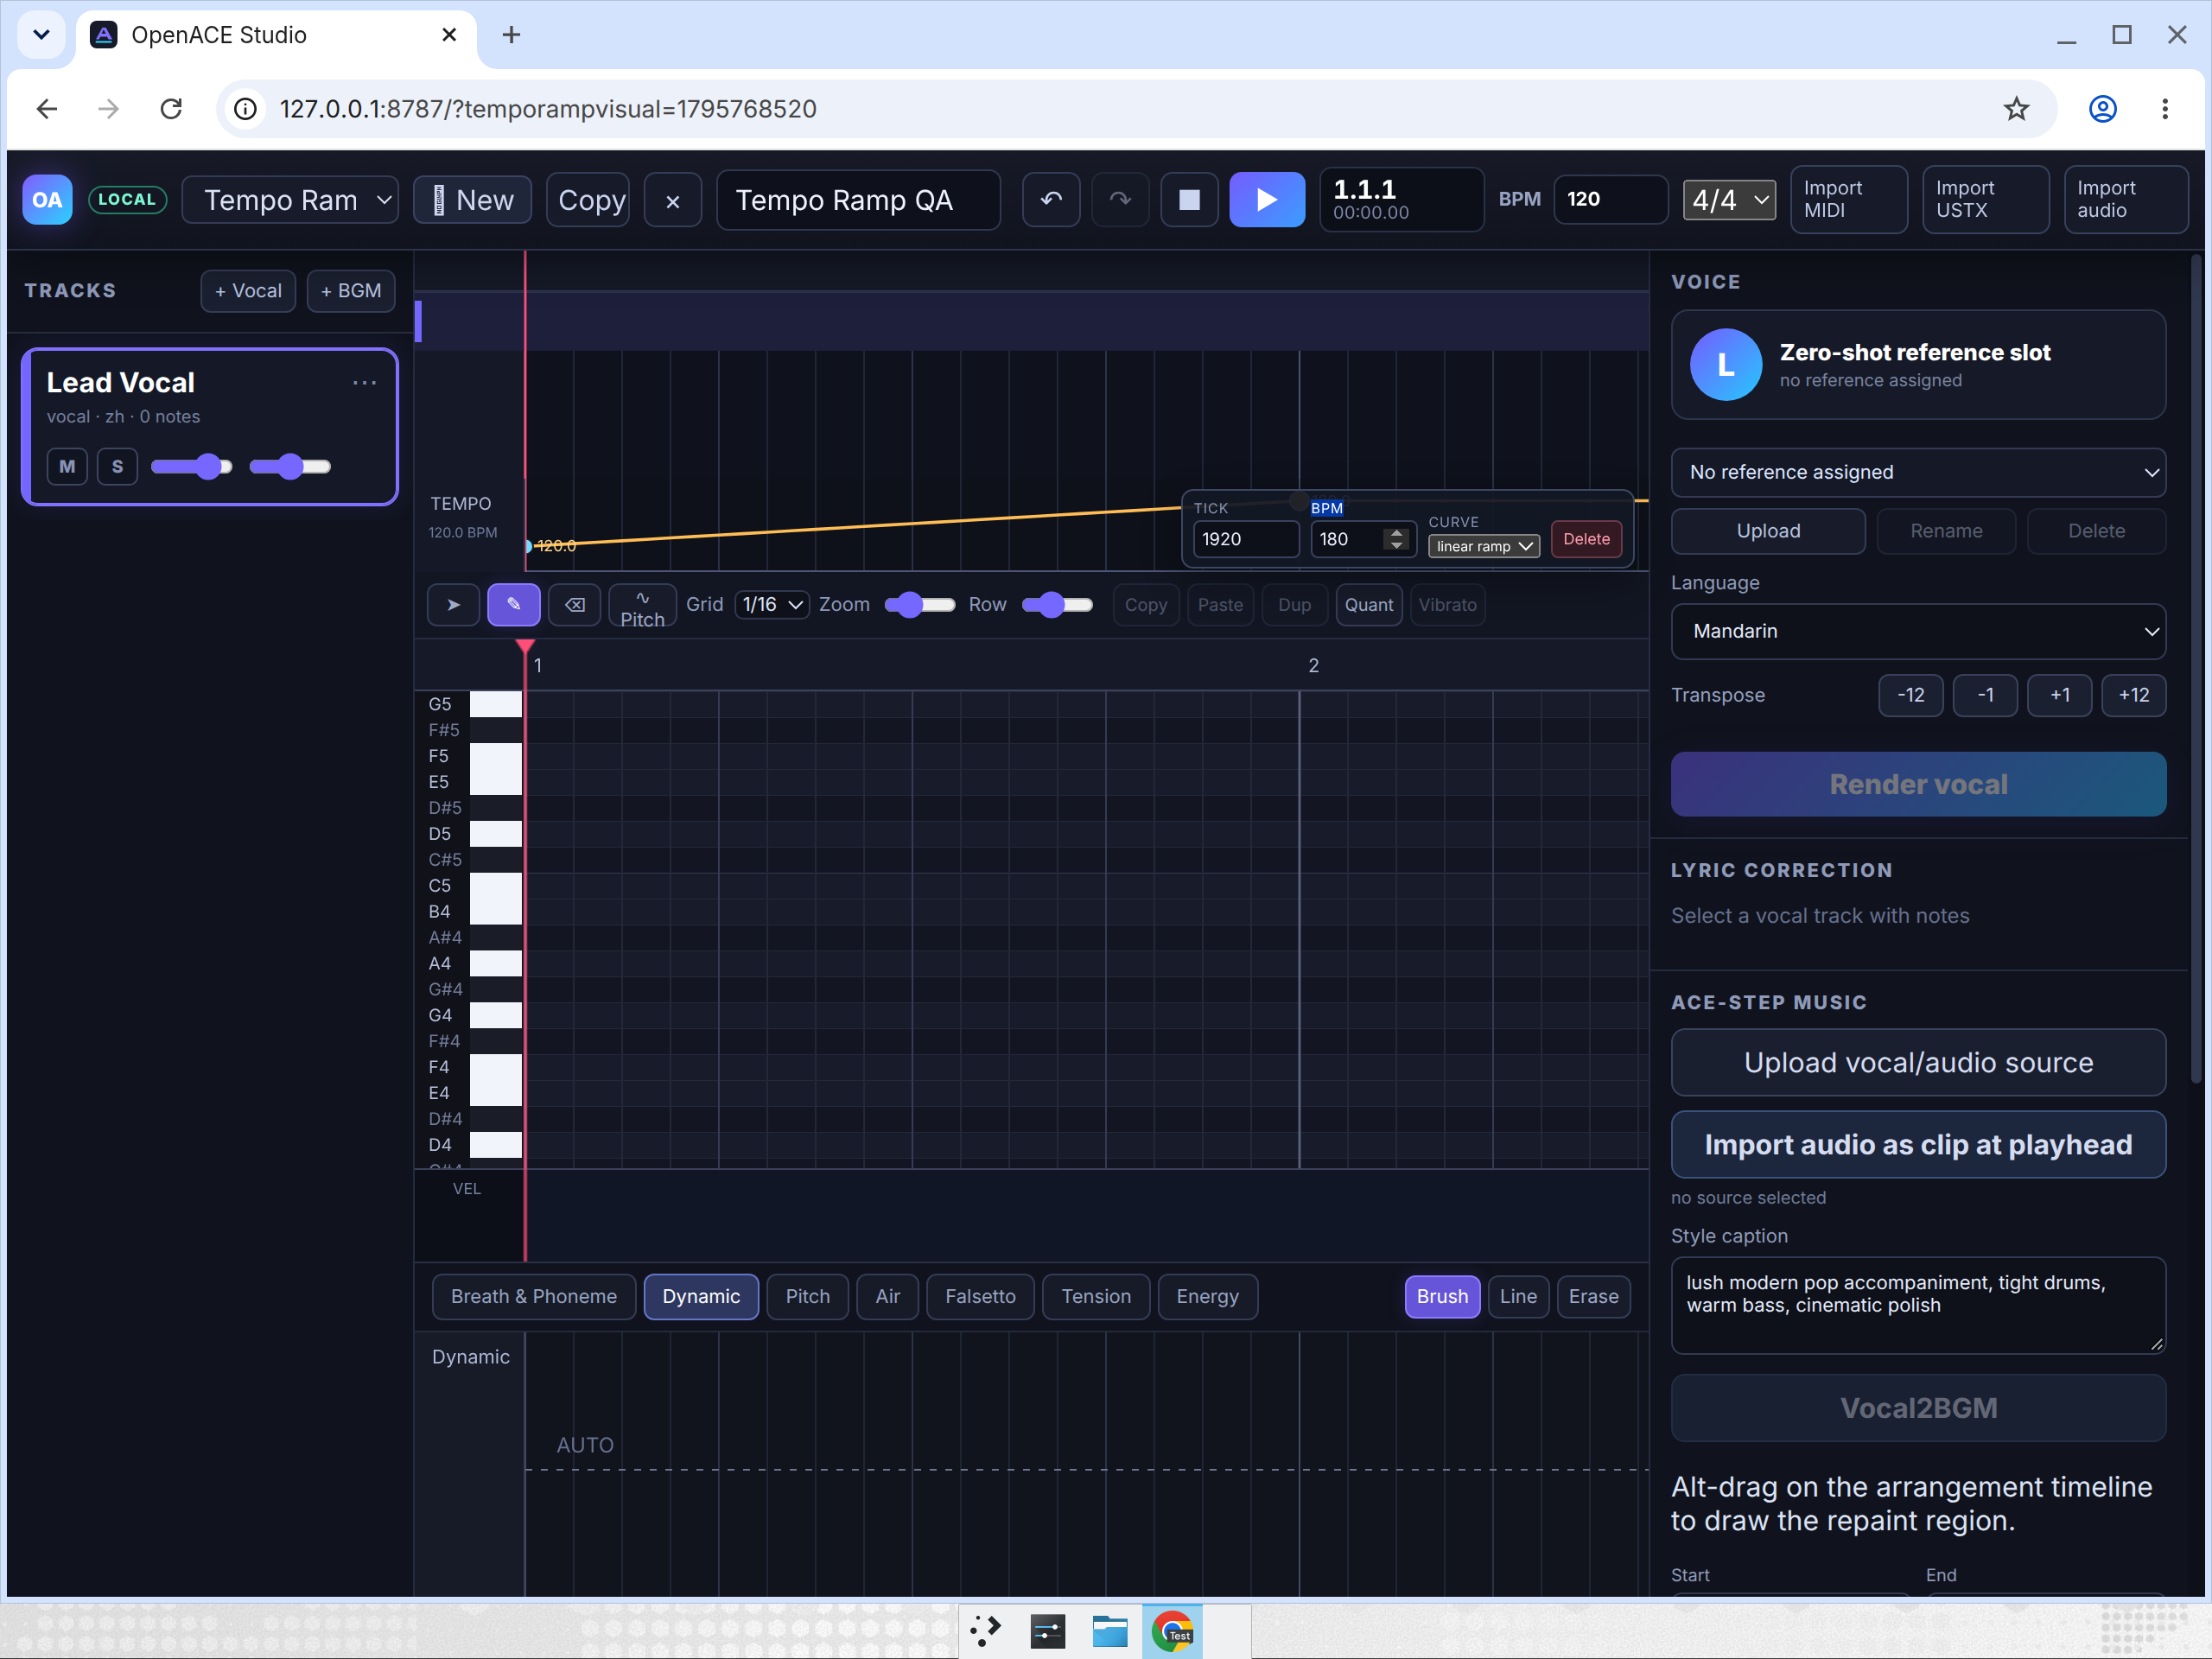 OpenACE Studio
127.0.0.1:8787/?temporampvisual=1795768520
OA
LOCAL
Tempo Ram
New
Copy
×
Tempo Ramp QA
1.1.1
00:00.00
BPM
120
4/4
Import MIDI
Import USTX
Import audio
TRACKS
+ Vocal
+ BGM
Lead Vocal
vocal · zh · 0 notes
M
S
TEMPO
120.0 BPM
120.0
TICK
BPM
CURVE
1920
180
linear ramp
Delete
Pitch
Grid
1/16
Zoom
Row
Copy
Paste
Dup
Quant
Vibrato
1
2
G5
F#5
F5
E5
D#5
D5
C#5
C5
B4
A#4
A4
G#4
G4
F#4
F4
E4
D#4
D4
VEL
Breath & Phoneme
Dynamic
Pitch
Air
Falsetto
Tension
Energy
Brush
Line
Erase
Dynamic
AUTO
VOICE
L
Zero-shot reference slot
no reference assigned
No reference assigned
Upload
Rename
Delete
Language
Mandarin
Transpose
-12
-1
+1
+12
Render vocal
LYRIC CORRECTION
Select a vocal track with notes
ACE-STEP MUSIC
Upload vocal/audio source
Import audio as clip at playhead
no source selected
Style caption
lush modern pop accompaniment, tight drums,
warm bass, cinematic polish
Vocal2BGM
Alt-drag on the arrangement timeline
to draw the repaint region.
Start
End
Test